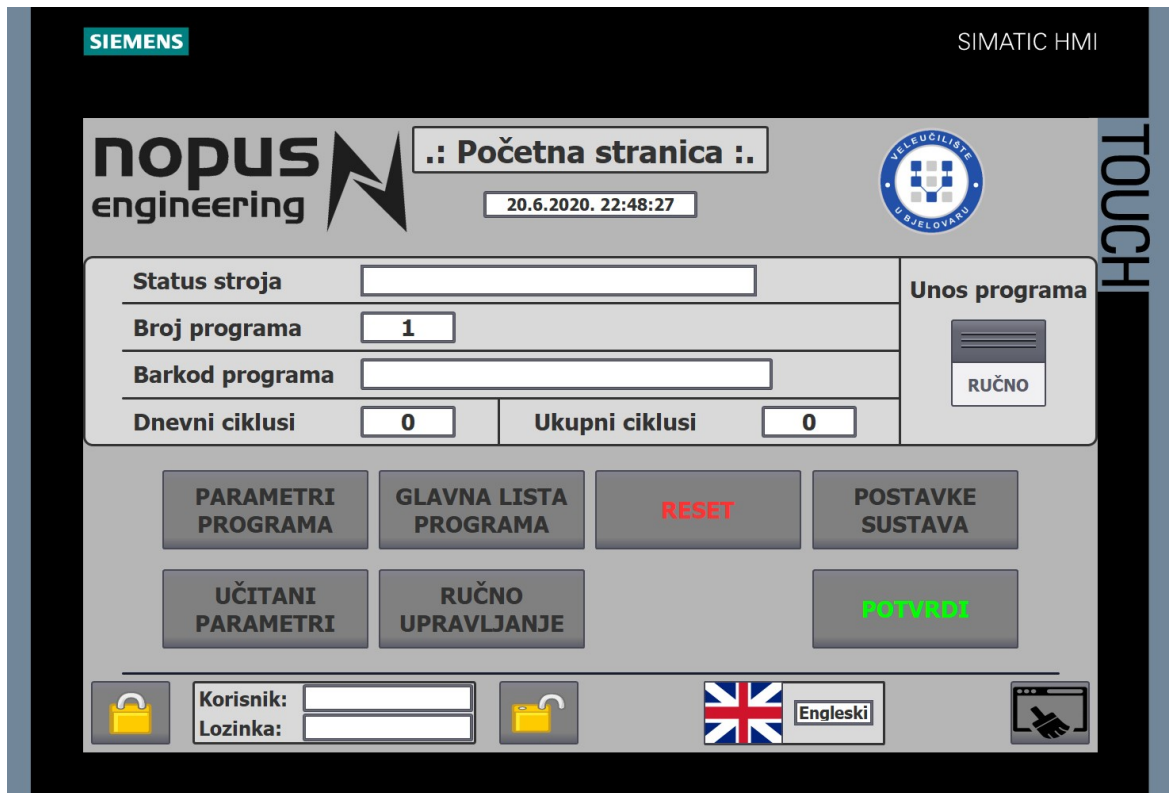 SIEMENS
SIMATIC HMI
TOUCH
nopus
engineering
.: Početna stranica :.
20.6.2020. 22:48:27
VELEUČILIŠTE
U BJELOVARU
Status stroja
Unos programa
Broj programa 1
Barkod programa
RUČNO
Dnevni ciklusi 0 Ukupni ciklusi 0
PARAMETRI
PROGRAMA
GLAVNA LISTA
PROGRAMA
RESET
POSTAVKE
SUSTAVA
UČITANI
PARAMETRI
RUČNO
UPRAVLJANJE
POTVRDI
Korisnik:
Lozinka:
Engleski